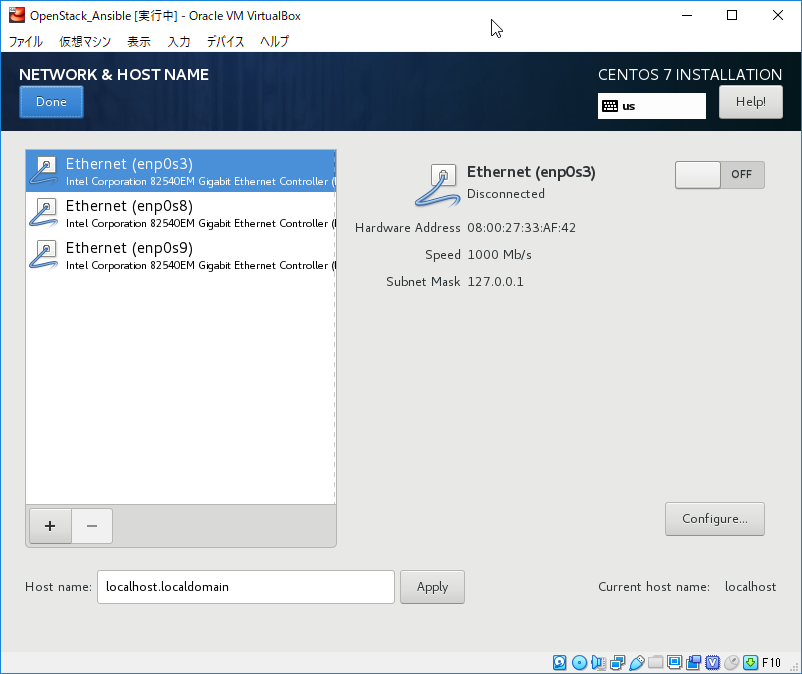 OpenStack_Ansible [実行中] - Oracle VM VirtualBox
ファイル 仮想マシン 表示 入力 デバイス ヘルプ
NETWORK & HOST NAME
CENTOS 7 INSTALLATION
Done
us
Help!
Ethernet (enp0s3)
Intel Corporation 82540EM Gigabit Ethernet Controller (
Ethernet (enp0s8)
Intel Corporation 82540EM Gigabit Ethernet Controller (
Ethernet (enp0s9)
Intel Corporation 82540EM Gigabit Ethernet Controller (
Ethernet (enp0s3)
Disconnected
OFF
Hardware Address 08:00:27:33:AF:42
Speed 1000 Mb/s
Subnet Mask 127.0.0.1
+ −
Configure...
Host name: localhost.localdomain Apply
Current host name: localhost
F10